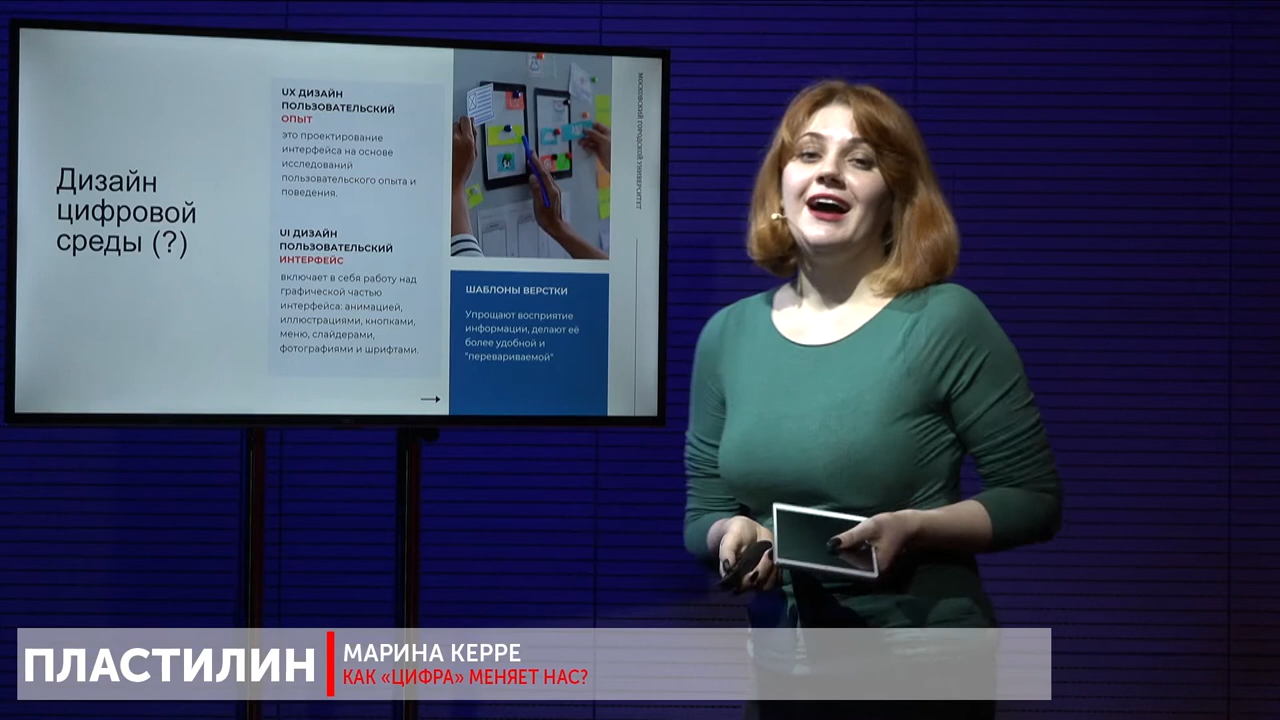 Дизайн
цифровой
среды (?)
UX ДИЗАЙН
ПОЛЬЗОВАТЕЛЬСКИЙ
ОПЫТ
это проектирование
интерфейса на основе
исследований
пользовательского опыта и
поведения.
UI ДИЗАЙН
ПОЛЬЗОВАТЕЛЬСКИЙ
ИНТЕРФЕЙС
включает в себя работу над
графической частью
интерфейса: анимацией,
иллюстрациями, кнопками,
меню, слайдерами,
фотографиями и шрифтами.
ШАБЛОНЫ ВЕРСТКИ
Упрощают восприятие
информации, делают её
более удобной и
"перевариваемой"
МОСКОВСКИЙ ГОРОДСКОЙ УНИВЕРСИТЕТ
ПЛАСТИЛИН
МАРИНА КЕРРЕ
КАК «ЦИФРА» МЕНЯЕТ НАС?